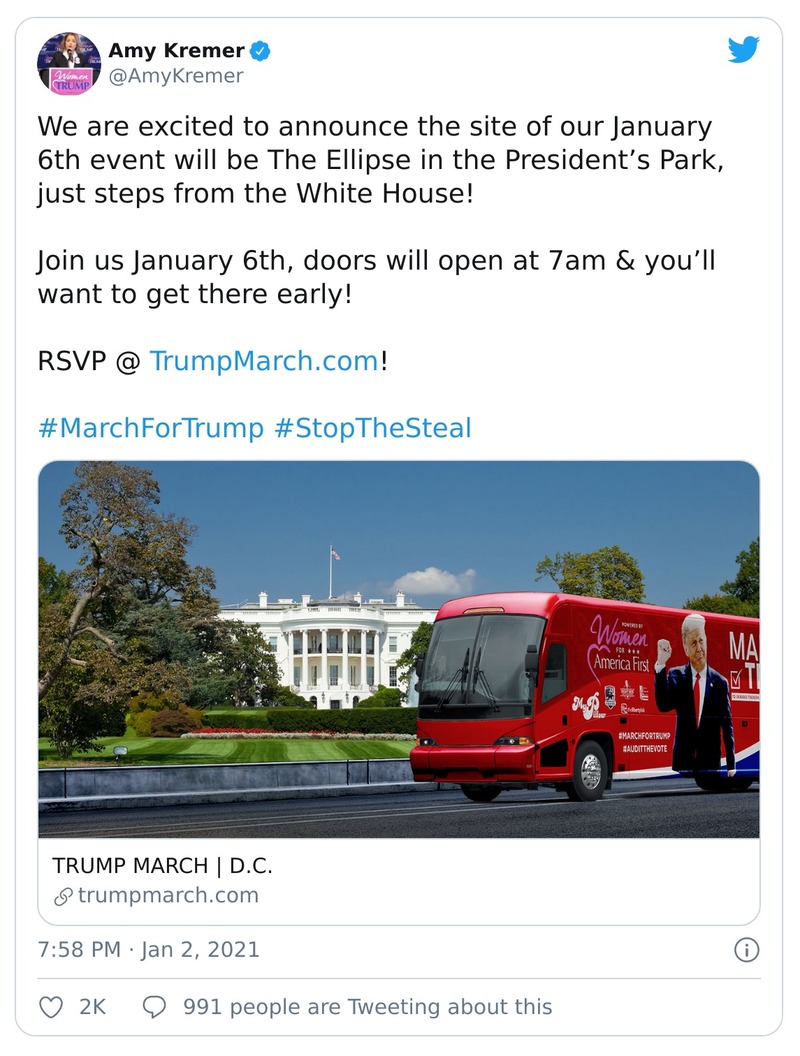 Amy Kremer
@AmyKremer
Women
TRUMP
We are excited to announce the site of our January
6th event will be The Ellipse in the President’s Park,
just steps from the White House!
Join us January 6th, doors will open at 7am & you’ll
want to get there early!
RSVP @ TrumpMarch.com!
#MarchForTrump #StopTheSteal
POWERED BY
Women
FOR
America First
MA
T
#MARCHFORTRUMP
#AUDITTHEVOTE
TRUMP MARCH | D.C.
trumpmarch.com
7:58 PM · Jan 2, 2021
2K
991 people are Tweeting about this